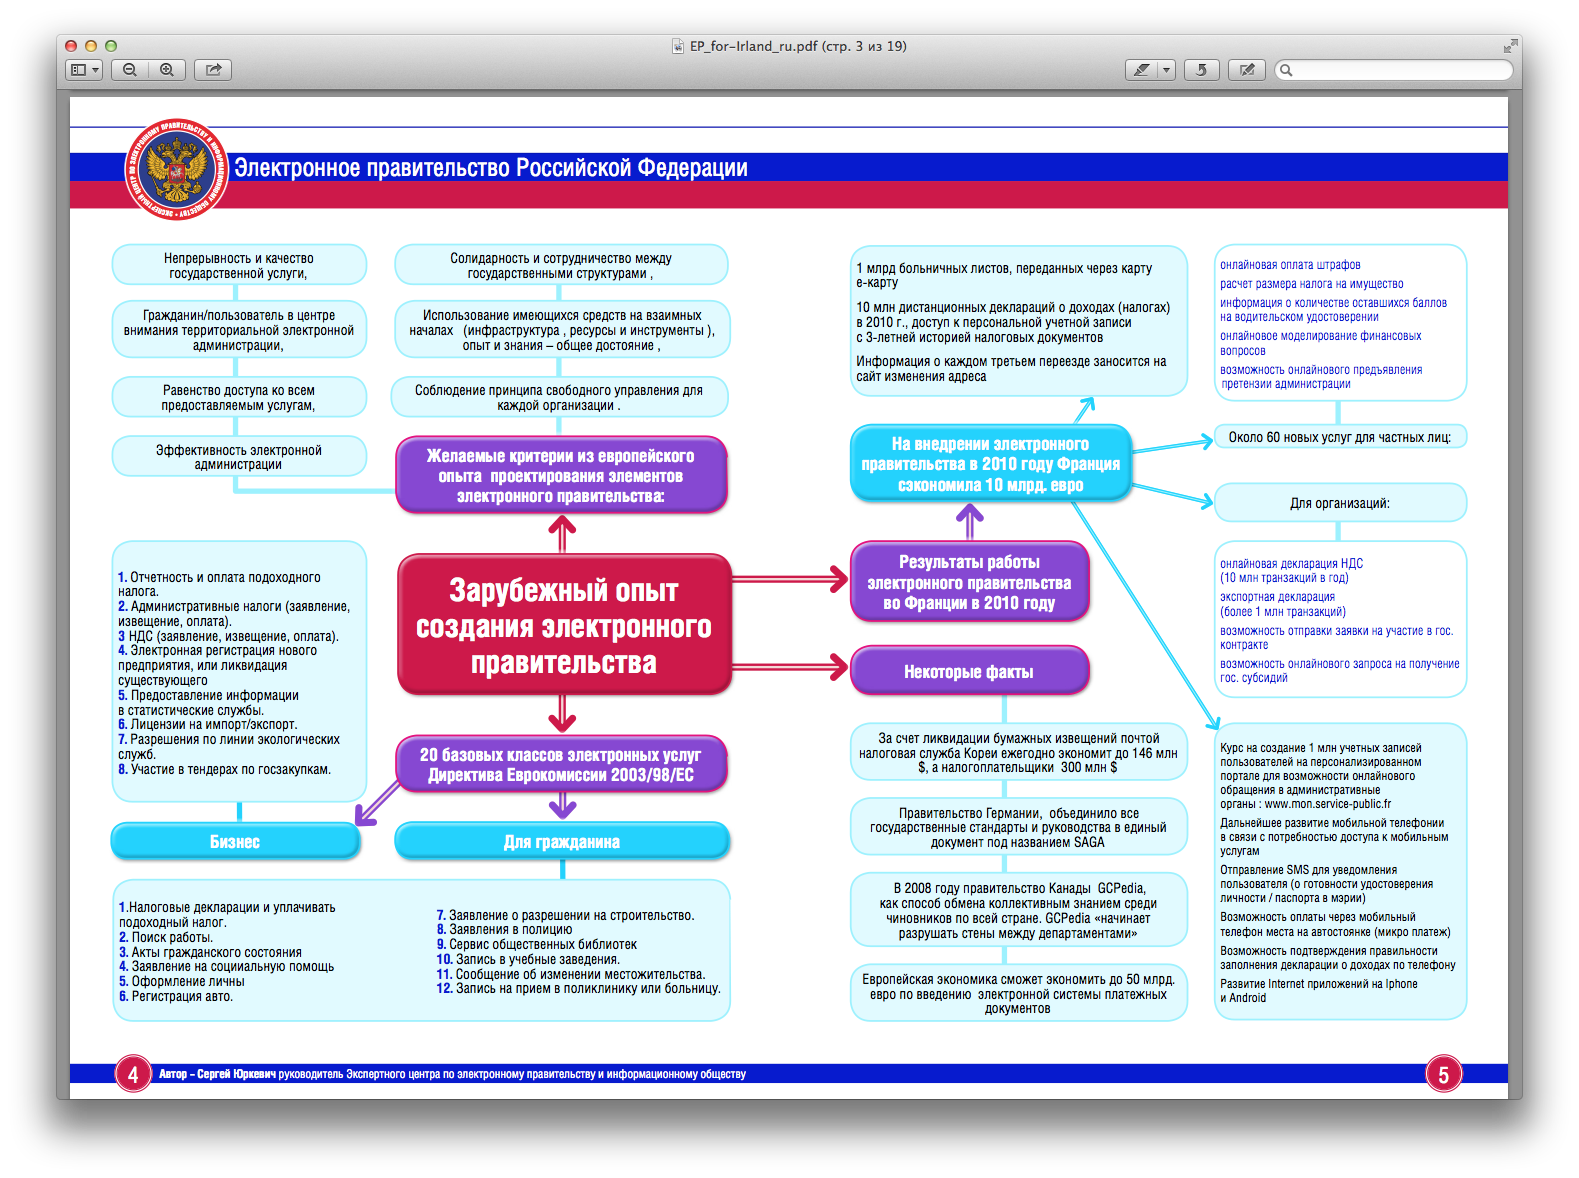 EP_for-Irland_ru.pdf (стр. 3 из 19)
ЭКСПЕРТНЫЙ ЦЕНТР ПО ЭЛЕКТРОННОМУ ПРАВИТЕЛЬСТВУ И ИНФОРМАЦИОННОМУ ОБЩЕСТВУ
Электронное правительство Российской Федерации
Непрерывность и качество
государственной услуги,
Гражданин/пользователь в центре
внимания территориальной электронной
администрации,
Равенство доступа ко всем
предоставляемым услугам,
Эффективность электронной
администрации
Солидарность и сотрудничество между
государственными структурами ,
Использование имеющихся средств на взаимных
началах (инфраструктура , ресурсы и инструменты ),
опыт и знания – общее достояние ,
Соблюдение принципа свободного управления для
каждой организации .
Желаемые критерии из европейского
опыта проектирования элементов
электронного правительства:
Зарубежный опыт
создания электронного
правительства
20 базовых классов электронных услуг
Директива Еврокомиссии 2003/98/ЕС
1. Отчетность и оплата подоходного
налога.
2. Административные налоги (заявление,
извещение, оплата).
3 НДС (заявление, извещение, оплата).
4. Электронная регистрация нового
предприятия, или ликвидация
существующего
5. Предоставление информации
в статистические службы.
6. Лицензии на импорт/экспорт.
7. Разрешения по линии экологических
служб.
8. Участие в тендерах по госзакупкам.
Бизнес
Для гражданина
1.Налоговые декларации и уплачивать
подоходный налог.
2. Поиск работы.
3. Акты гражданского состояния
4. Заявление на социиальную помощь
5. Оформление личны
6. Регистрация авто.
7. Заявление о разрешении на строительство.
8. Заявления в полицию
9. Сервис общественных библиотек
10. Запись в учебные заведения.
11. Сообщение об изменении местожительства.
12. Запись на прием в поликлинику или больницу.
1 млрд больничных листов, переданных через карту
e-карту
10 млн дистанционных деклараций о доходах (налогах)
в 2010 г., доступ к персональной учетной записи
с 3-летней историей налоговых документов
Информация о каждом третьем переезде заносится на
сайт изменения адреса
На внедрении электронного
правительства в 2010 году Франция
сэкономила 10 млрд. евро
Результаты работы
электронного правительства
во Франции в 2010 году
Некоторые факты
За счет ликвидации бумажных извещений почтой
налоговая служба Кореи ежегодно экономит до 146 млн
$, а налогоплательщики 300 млн $
Правительство Германии, объединило все
государственные стандарты и руководства в единый
документ под названием SAGA
В 2008 году правительство Канады GCPedia,
как способ обмена коллективным знанием среди
чиновников по всей стране. GCPedia «начинает
разрушать стены между департаментами»
Европейская экономика сможет экономить до 50 млрд.
евро по введению электронной системы платежных
документов
онлайновая оплата штрафов
расчет размера налога на имущество
информация о количестве оставшихся баллов
на водительском удостоверении
онлайновое моделирование финансовых
вопросов
возможность онлайнового предъявления
претензии администрации
Около 60 новых услуг для частных лиц:
Для организаций:
онлайновая декларация НДС
(10 млн транзакций в год)
экспортная декларация
(более 1 млн транзакций)
возможность отправки заявки на участие в гос.
контракте
возможность онлайнового запроса на получение
гос. субсидий
Курс на создание 1 млн учетных записей
пользователей на персонализированном
портале для возможности онлайнового
обращения в административные
органы : www.mon.service-public.fr
Дальнейшее развитие мобильной телефонии
в связи с потребностью доступа к мобильным
услугам
Отправление SMS для уведомления
пользователя (о готовности удостоверения
личности / паспорта в мэрии)
Возможность оплаты через мобильный
телефон места на автостоянке (микро платеж)
Возможность подтверждения правильности
заполнения декларации о доходах по телефону
Развитие Internet приложений на Iphone
и Android
4
Автор – Сергей Юркевич руководитель Экспертного центра по электронному правительству и информационному обществу
5